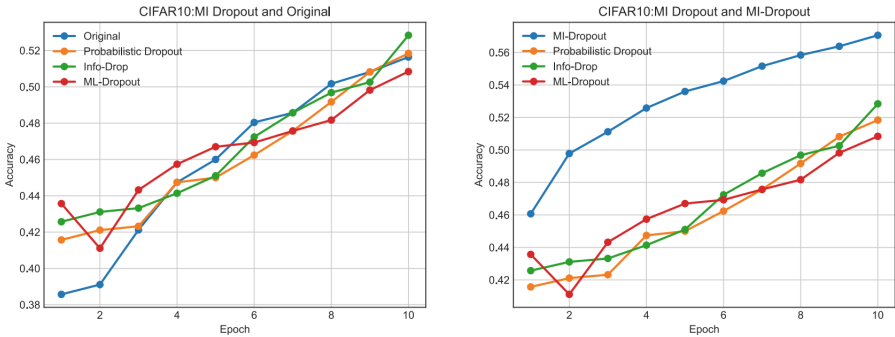 CIFAR10:MI Dropout and Original
Original
Probabilistic Dropout
Info-Drop
ML-Dropout
Accuracy
0.52
0.50
0.48
0.46
0.44
0.42
0.40
0.38
2
4
6
8
10
Epoch
CIFAR10:MI Dropout and MI-Dropout
MI-Dropout
Probabilistic Dropout
Info-Drop
ML-Dropout
Accuracy
0.56
0.54
0.52
0.50
0.48
0.46
0.44
0.42
2
4
6
8
10
Epoch